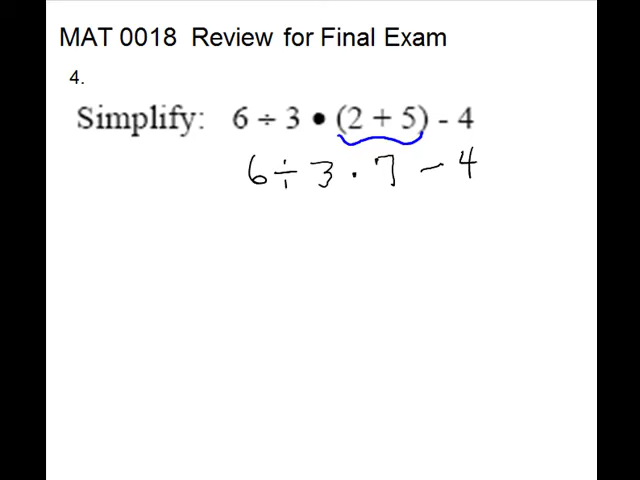 MAT 0018 Review for Final Exam
4.
Simplify: 6 ÷ 3 • (2 + 5) - 4
6 ÷ 3 · 7 - 4